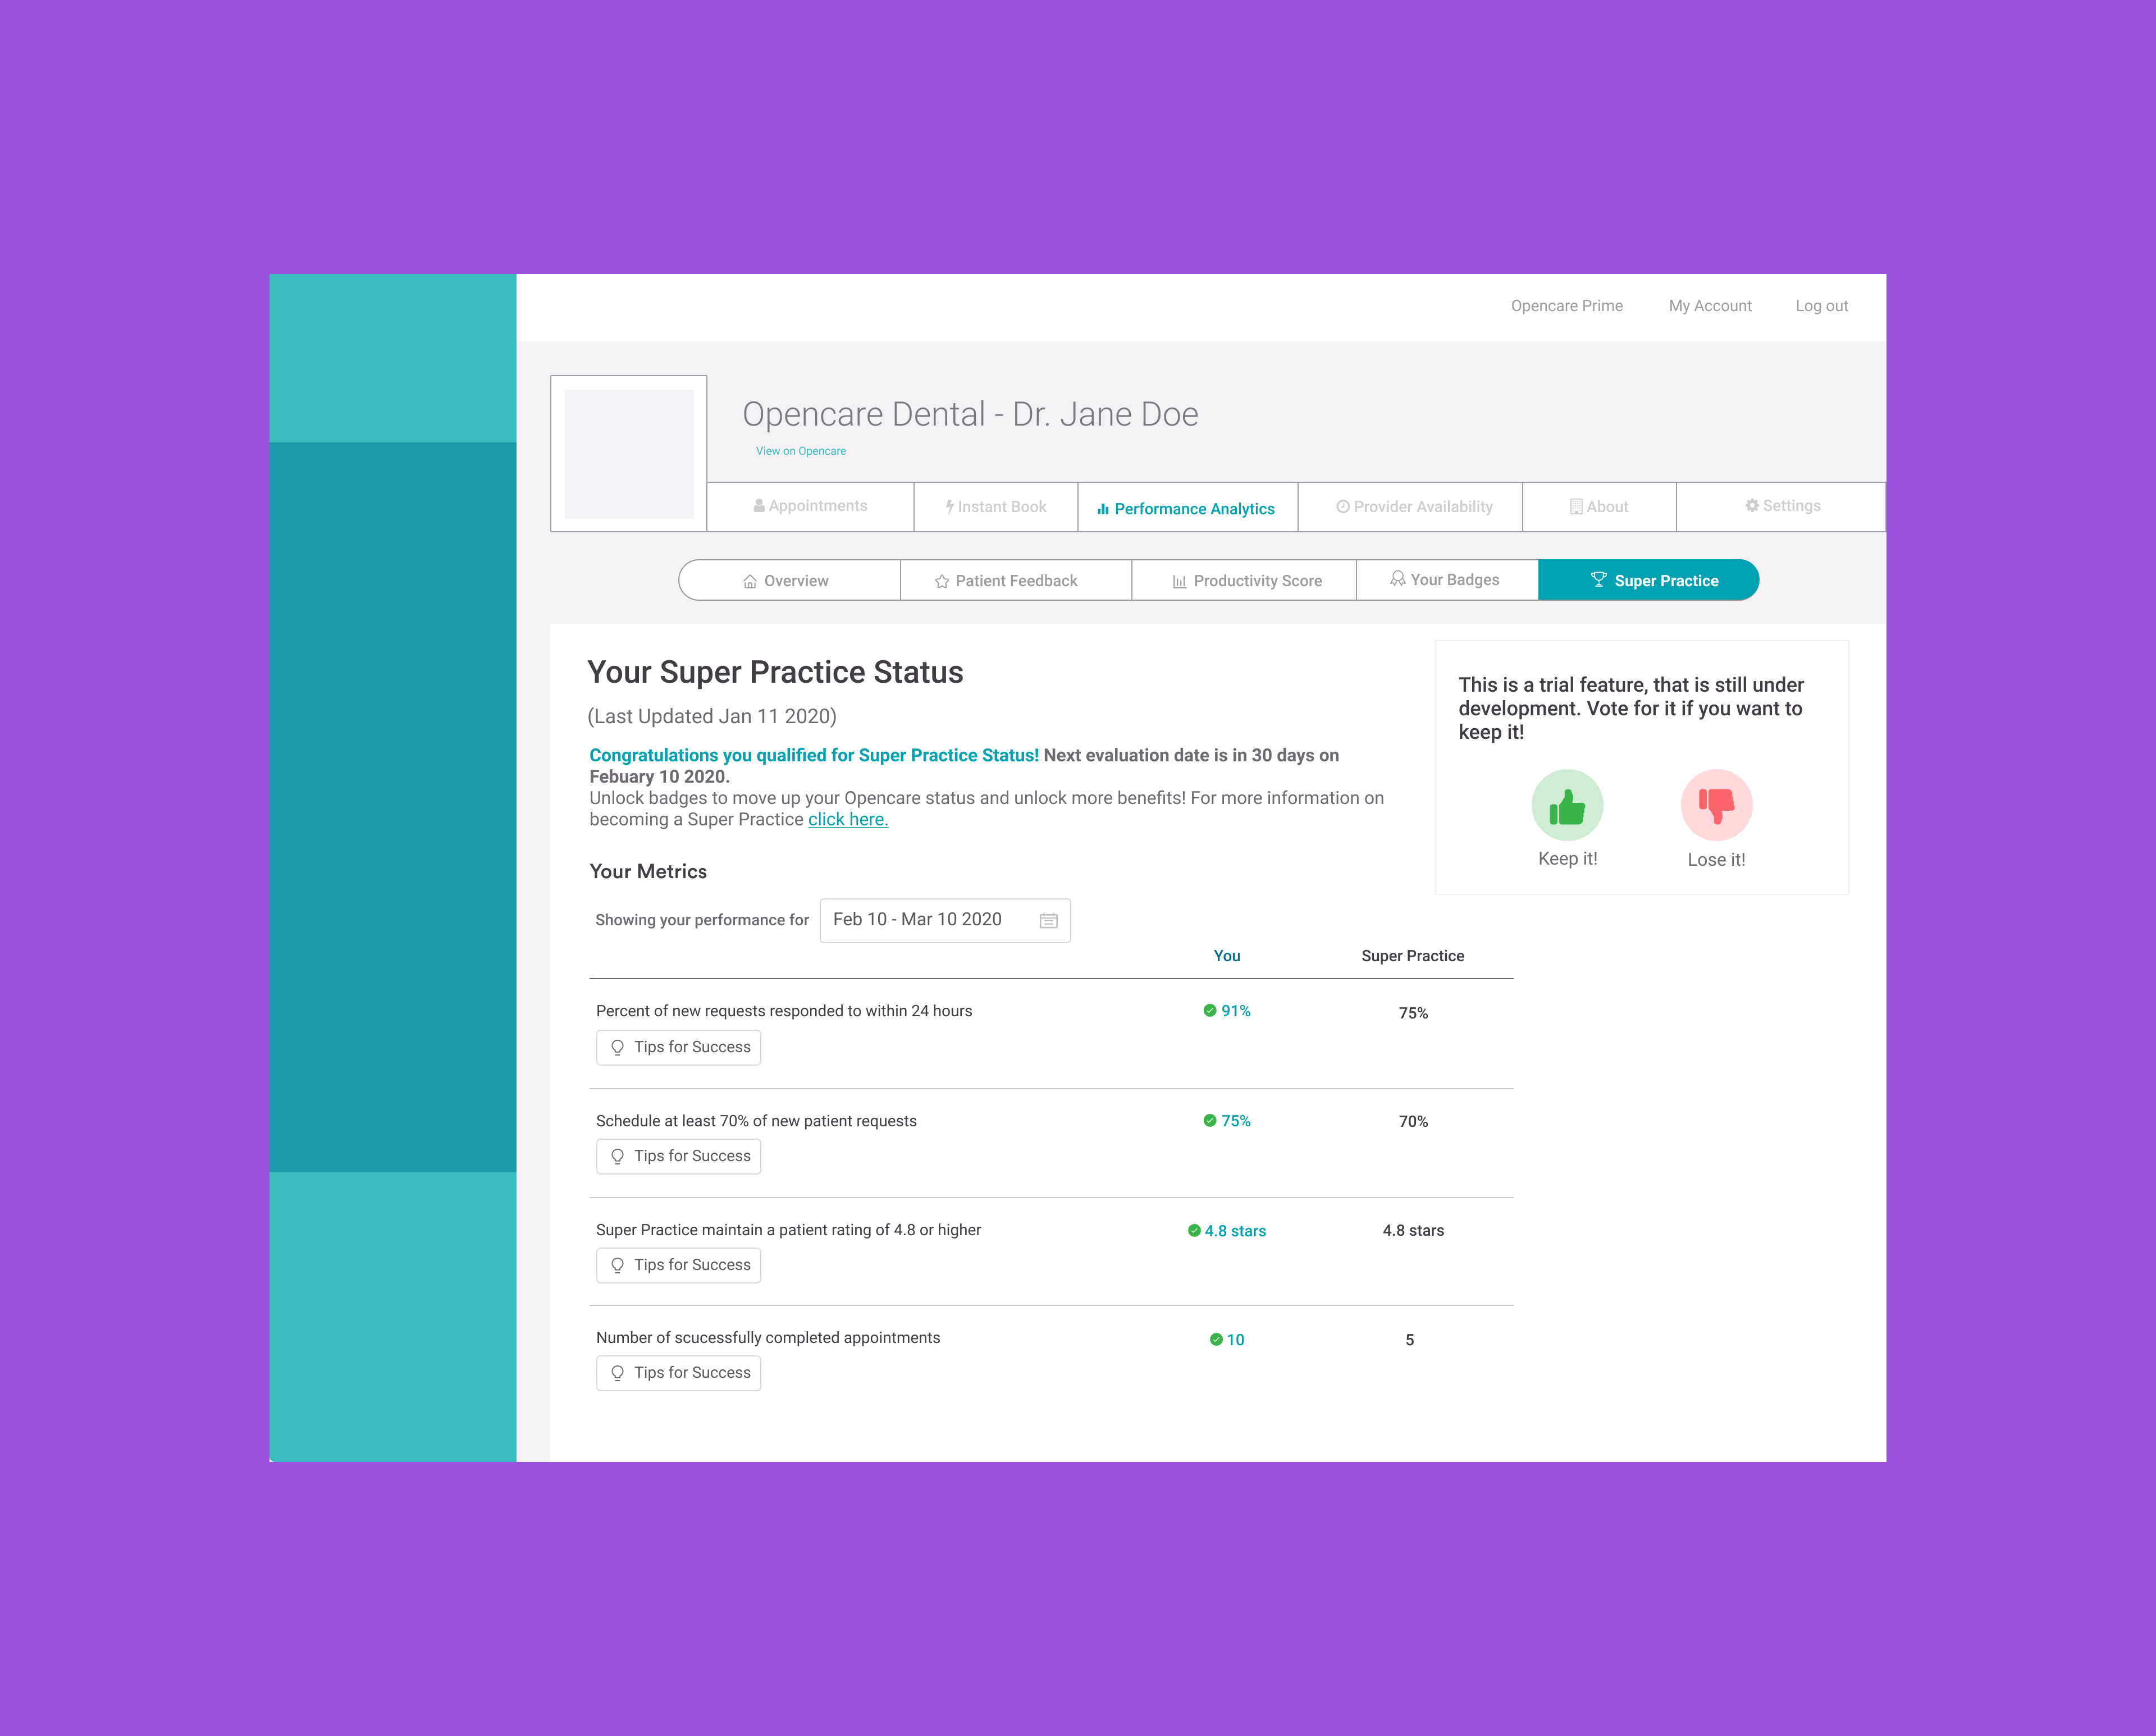 Opencare Prime My Account Log out
Opencare Dental - Dr. Jane Doe
View on Opencare
Appointments Instant Book Performance Analytics Provider Availability About Settings
Overview Patient Feedback Productivity Score Your Badges Super Practice
Your Super Practice Status
(Last Updated Jan 11 2020)
Congratulations you qualified for Super Practice Status! Next evaluation date is in 30 days on
Febuary 10 2020.
Unlock badges to move up your Opencare status and unlock more benefits! For more information on
becoming a Super Practice click here.
This is a trial feature, that is still under
development. Vote for it if you want to
keep it!
Keep it! Lose it!
Your Metrics
Showing your performance for Feb 10 - Mar 10 2020
You Super Practice
Percent of new requests responded to within 24 hours 91% 75%
Tips for Success
Schedule at least 70% of new patient requests 75% 70%
Tips for Success
Super Practice maintain a patient rating of 4.8 or higher 4.8 stars 4.8 stars
Tips for Success
Number of scucessfully completed appointments 10 5
Tips for Success